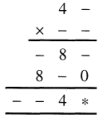 4 –
× – –
– 8 –
8 – 0
– – 4 *